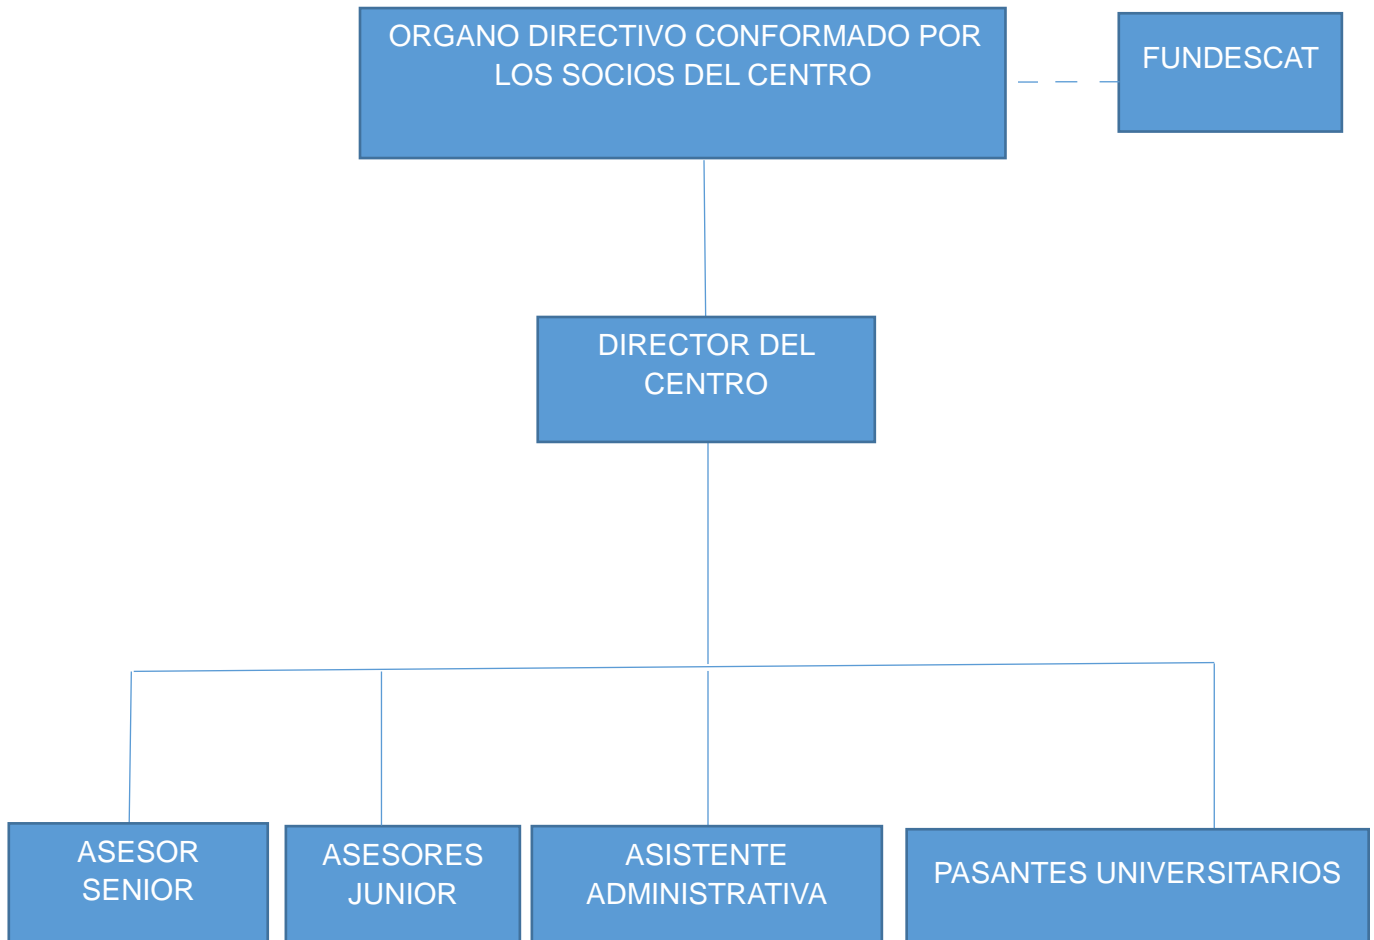 ORGANO DIRECTIVO CONFORMADO POR
LOS SOCIOS DEL CENTRO
FUNDESCAT
DIRECTOR DEL
CENTRO
ASESOR
SENIOR
ASESORES
JUNIOR
ASISTENTE
ADMINISTRATIVA
PASANTES UNIVERSITARIOS